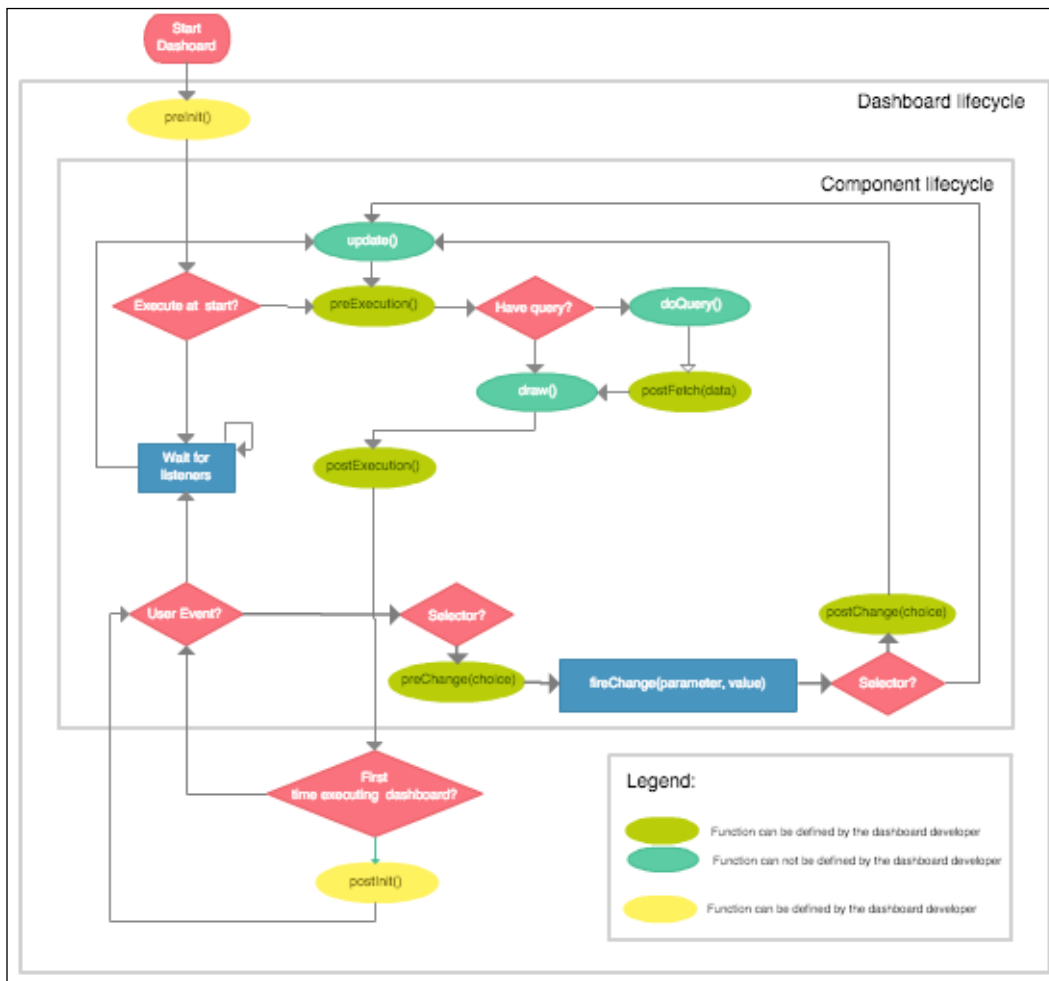 Start
Dashoard
Dashboard lifecycle
preInit()
Component lifecycle
update()
Execute at start?
preExecution()
Have query?
doQuery()
draw()
postFetch(data)
Wait for
listeners
postExecution()
User Event?
Selector?
postChange(choice)
preChange(choice)
fireChange(parameter, value)
Selector?
First
time executing dashboard?
postInit()
Legend:
Function can be defined by the dashboard developer
Function can not be defined by the dashboard developer
Function can be defined by the dashboard developer